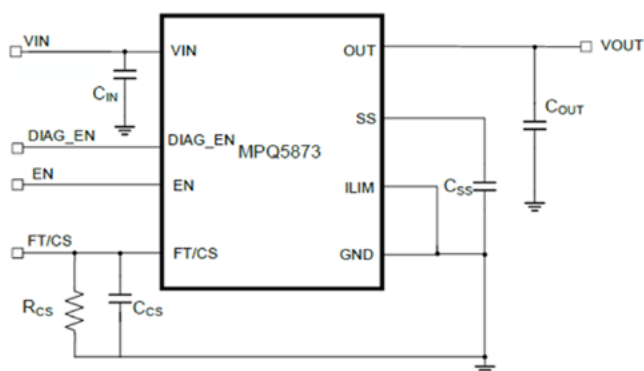 VIN
VIN
OUT
VOUT
CIN
COUT
SS
DIAG_EN
DIAG_EN
MPQ5873
EN
EN
ILIM
CSS
FT/CS
FT/CS
GND
RCS
CCS